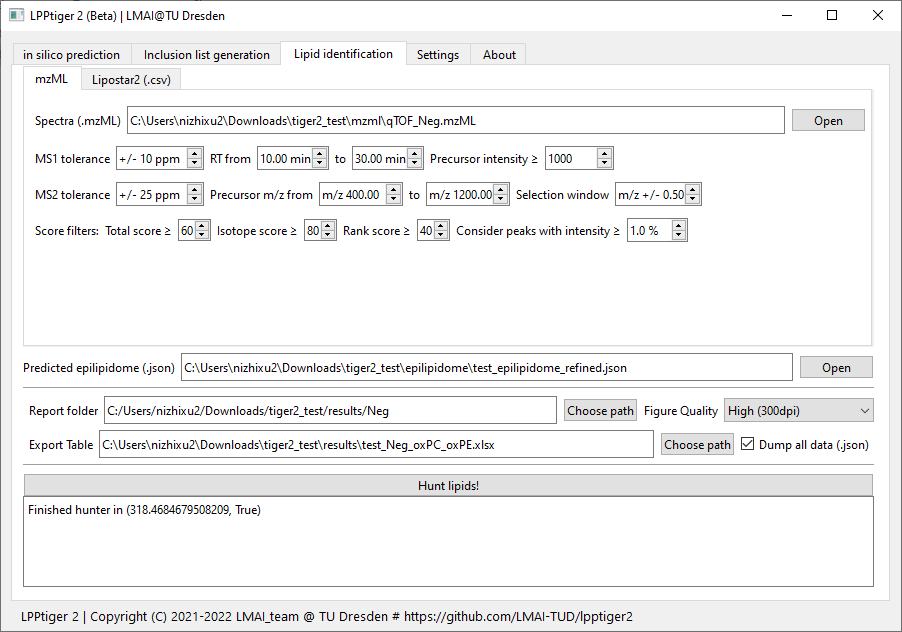 LPPtiger 2 (Beta) | LMAI@TU Dresden
in silico prediction Inclusion list generation Lipid identification Settings About
mzML Lipostar2 (.csv)
Spectra (.mzML) C:\Users\nizhixu2\Downloads\tiger2_test\mzml\qTOF_Neg.mzML Open
MS1 tolerance +/- 10 ppm RT from 10.00 min to 30.00 min Precursor intensity ≥ 1000
MS2 tolerance +/- 25 ppm Precursor m/z from m/z 400.00 to m/z 1200.00 Selection window m/z +/- 0.50
Score filters: Total score ≥ 60 Isotope score ≥ 80 Rank score ≥ 40 Consider peaks with intensity ≥ 1.0 %
Predicted epilipidome (.json) C:\Users\nizhixu2\Downloads\tiger2_test\epilipidome\test_epilipidome_refined.json Open
Report folder C:/Users/nizhixu2/Downloads/tiger2_test/results/Neg Choose path Figure Quality High (300dpi)
Export Table C:\Users\nizhixu2\Downloads\tiger2_test\results\test_Neg_oxPC_oxPE.xlsx Choose path Dump all data (.json)
Hunt lipids!
Finished hunter in (318.4684679508209, True)
LPPtiger 2 | Copyright (C) 2021-2022 LMAI_team @ TU Dresden # https://github.com/LMAI-TUD/lpptiger2